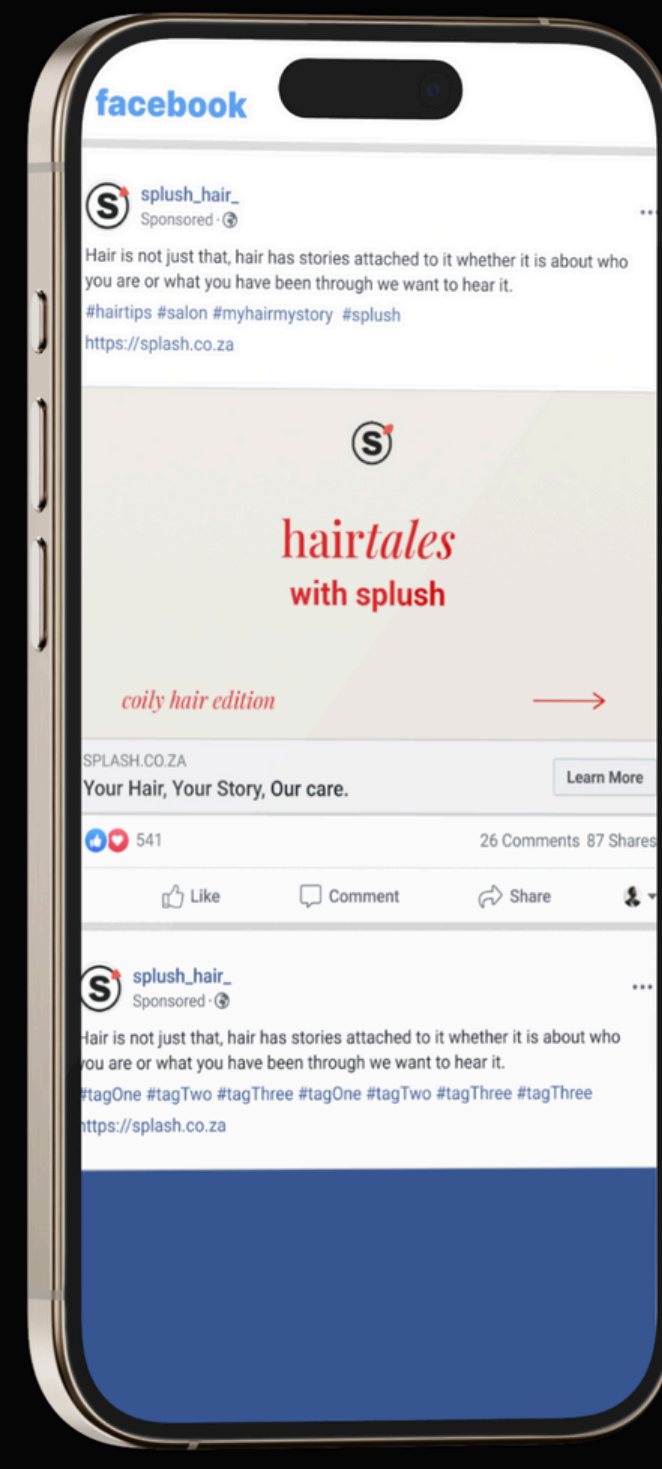 facebook
splush_hair_
Sponsored ·
Hair is not just that, hair has stories attached to it whether it is about who
you are or what you have been through we want to hear it.
#hairtips #salon #myhairmystory #splush
https://splash.co.za
S
hairtales
with splush
coily hair edition
SPLASH.CO.ZA
Your Hair, Your Story, Our care.
Learn More
541
26 Comments 87 Shares
Like Comment Share
S
splush_hair_
Sponsored ·
Hair is not just that, hair has stories attached to it whether it is about who
you are or what you have been through we want to hear it.
#tagOne #tagTwo #tagThree #tagOne #tagTwo #tagThree #tagThree
https://splash.co.za